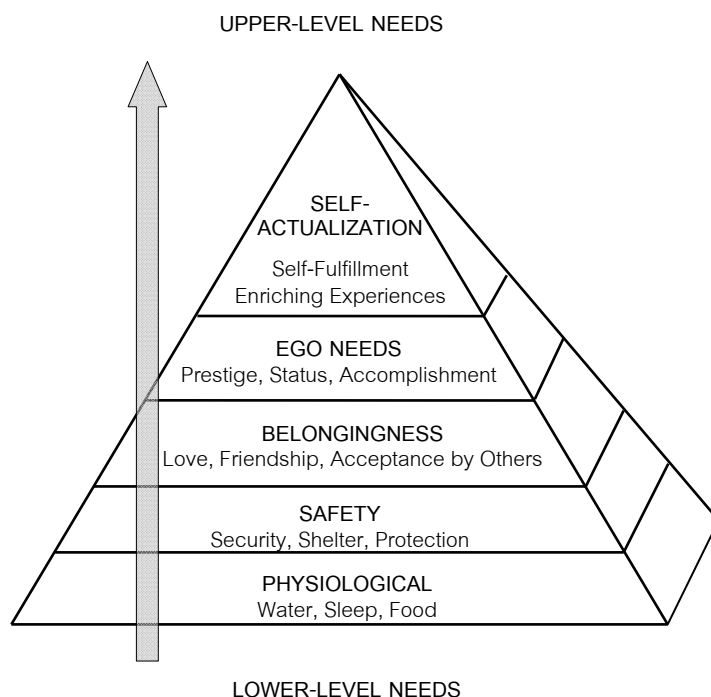 UPPER-LEVEL NEEDS
SELF-
ACTUALIZATION
Self-Fulfillment
Enriching Experiences
EGO NEEDS
Prestige, Status, Accomplishment
BELONGINGNESS
Love, Friendship, Acceptance by Others
SAFETY
Security, Shelter, Protection
PHYSIOLOGICAL
Water, Sleep, Food
LOWER-LEVEL NEEDS